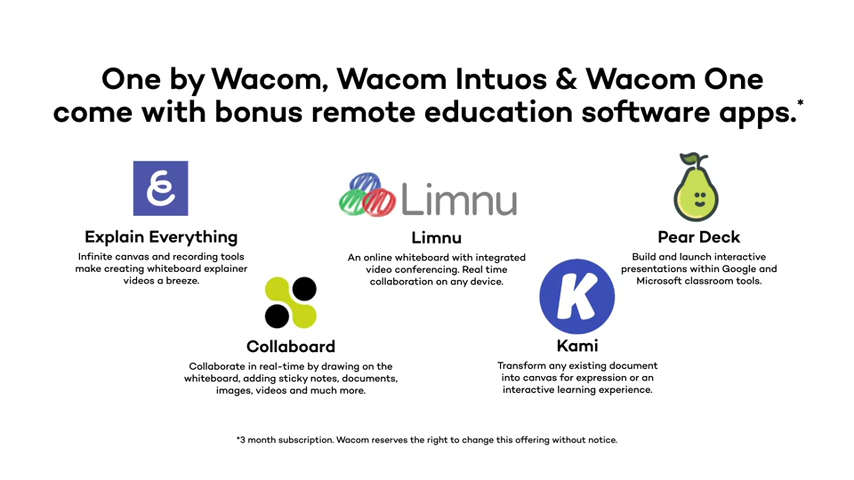 One by Wacom, Wacom Intuos & Wacom One
come with bonus remote education software apps.*
Limnu
Explain Everything
Infinite canvas and recording tools
make creating whiteboard explainer
videos a breeze.
Limnu
An online whiteboard with integrated
video conferencing. Real time
collaboration on any device.
Pear Deck
Build and launch interactive
presentations within Google and
Microsoft classroom tools.
K
Collaboard
Collaborate in real-time by drawing on the
whiteboard, adding sticky notes, documents,
images, videos and much more.
Kami
Transform any existing document
into canvas for expression or an
interactive learning experience.
*3 month subscription. Wacom reserves the right to change this offering without notice.